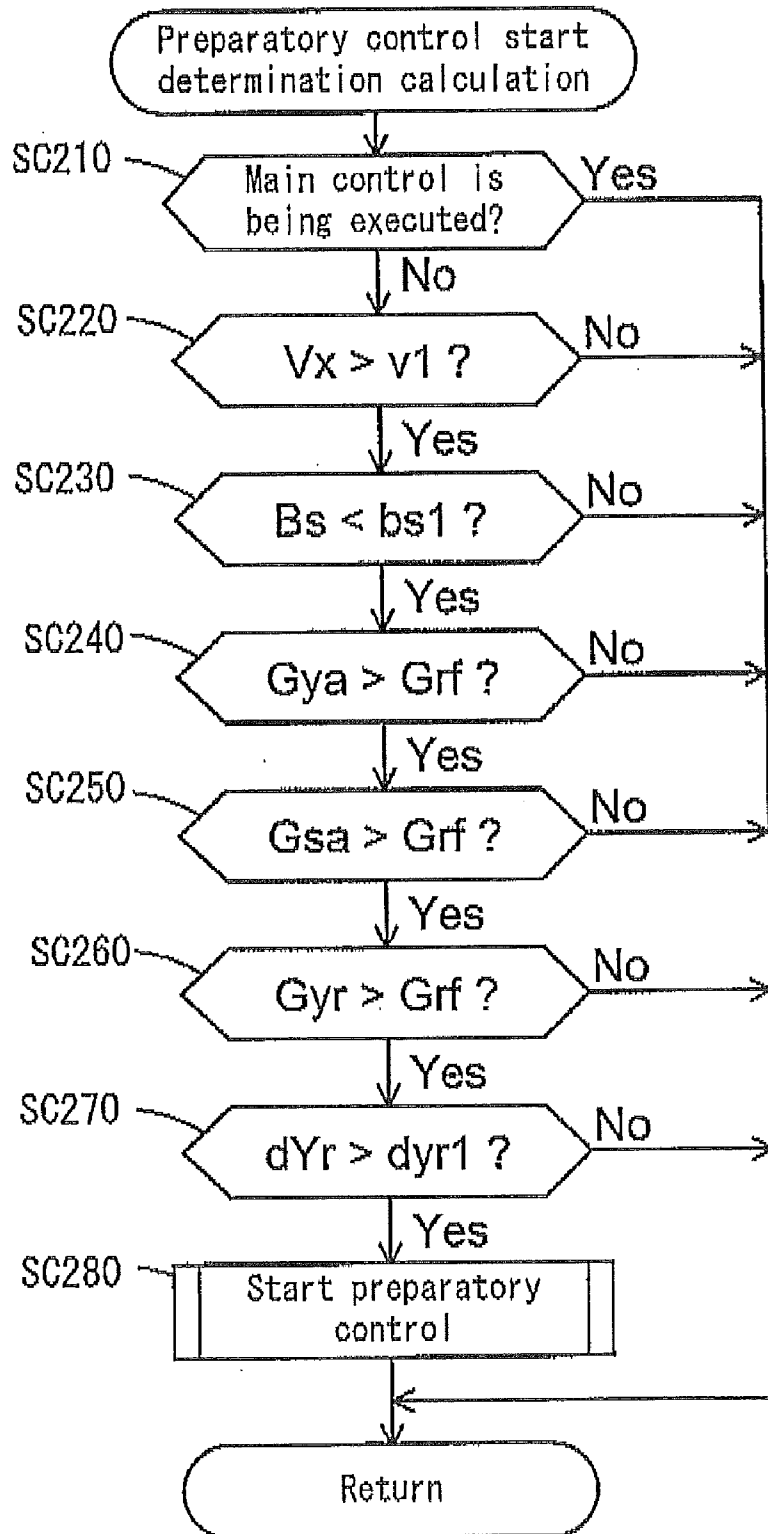 Preparatory control start
determination calculation
SC210
Main control is
being executed?
Yes
No
SC220
Vx > v1 ?
No
Yes
SC230
Bs < bs1 ?
No
Yes
SC240
Gya > Grf ?
No
Yes
SC250
Gsa > Grf ?
No
Yes
SC260
Gyr > Grf ?
No
Yes
SC270
dYr > dyr1 ?
No
Yes
SC280
Start preparatory
control
Return